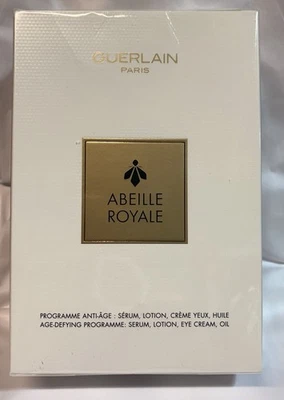 GUERLAIN
PARIS
ABEILLE
ROYALE
PROGRAMME ANTI-ÂGE : SÉRUM, LOTION, CRÈME YEUX, HUILE
AGE-DEFYING PROGRAMME: SERUM, LOTION, EYE CREAM, OIL